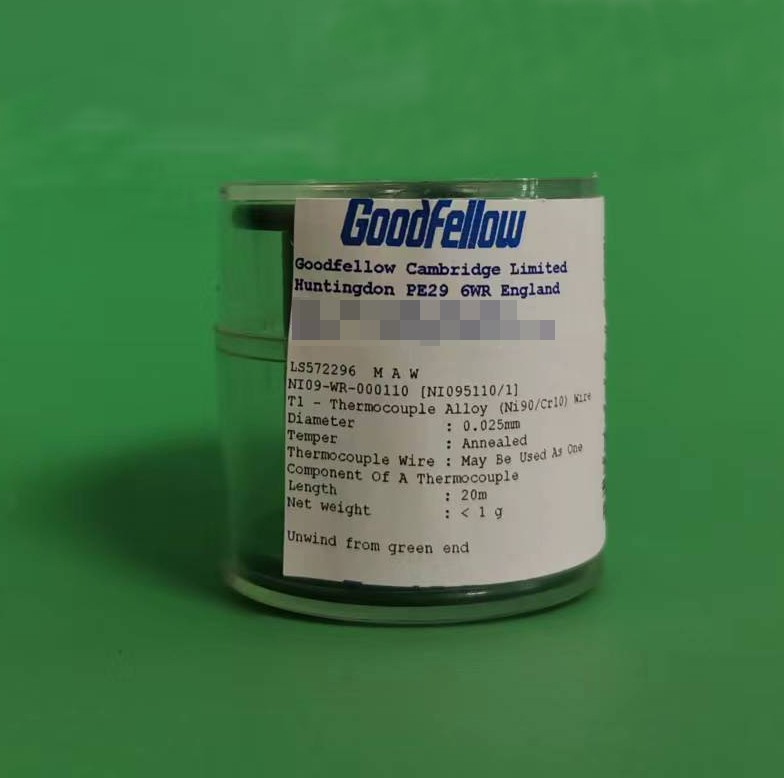 Goodfellow
Goodfellow Cambridge Limited
Huntingdon PE29 6WR England
LS572296 M A W
NI09-WR-000110 [NI095110/1]
T1 - Thermocouple Alloy (Ni90/Cr10) Wire
Diameter : 0.025mm
Temper : Annealed
Thermocouple Wire : May Be Used As One
Component Of A Thermocouple
Length : 20m
Net weight : < 1 g
Unwind from green end